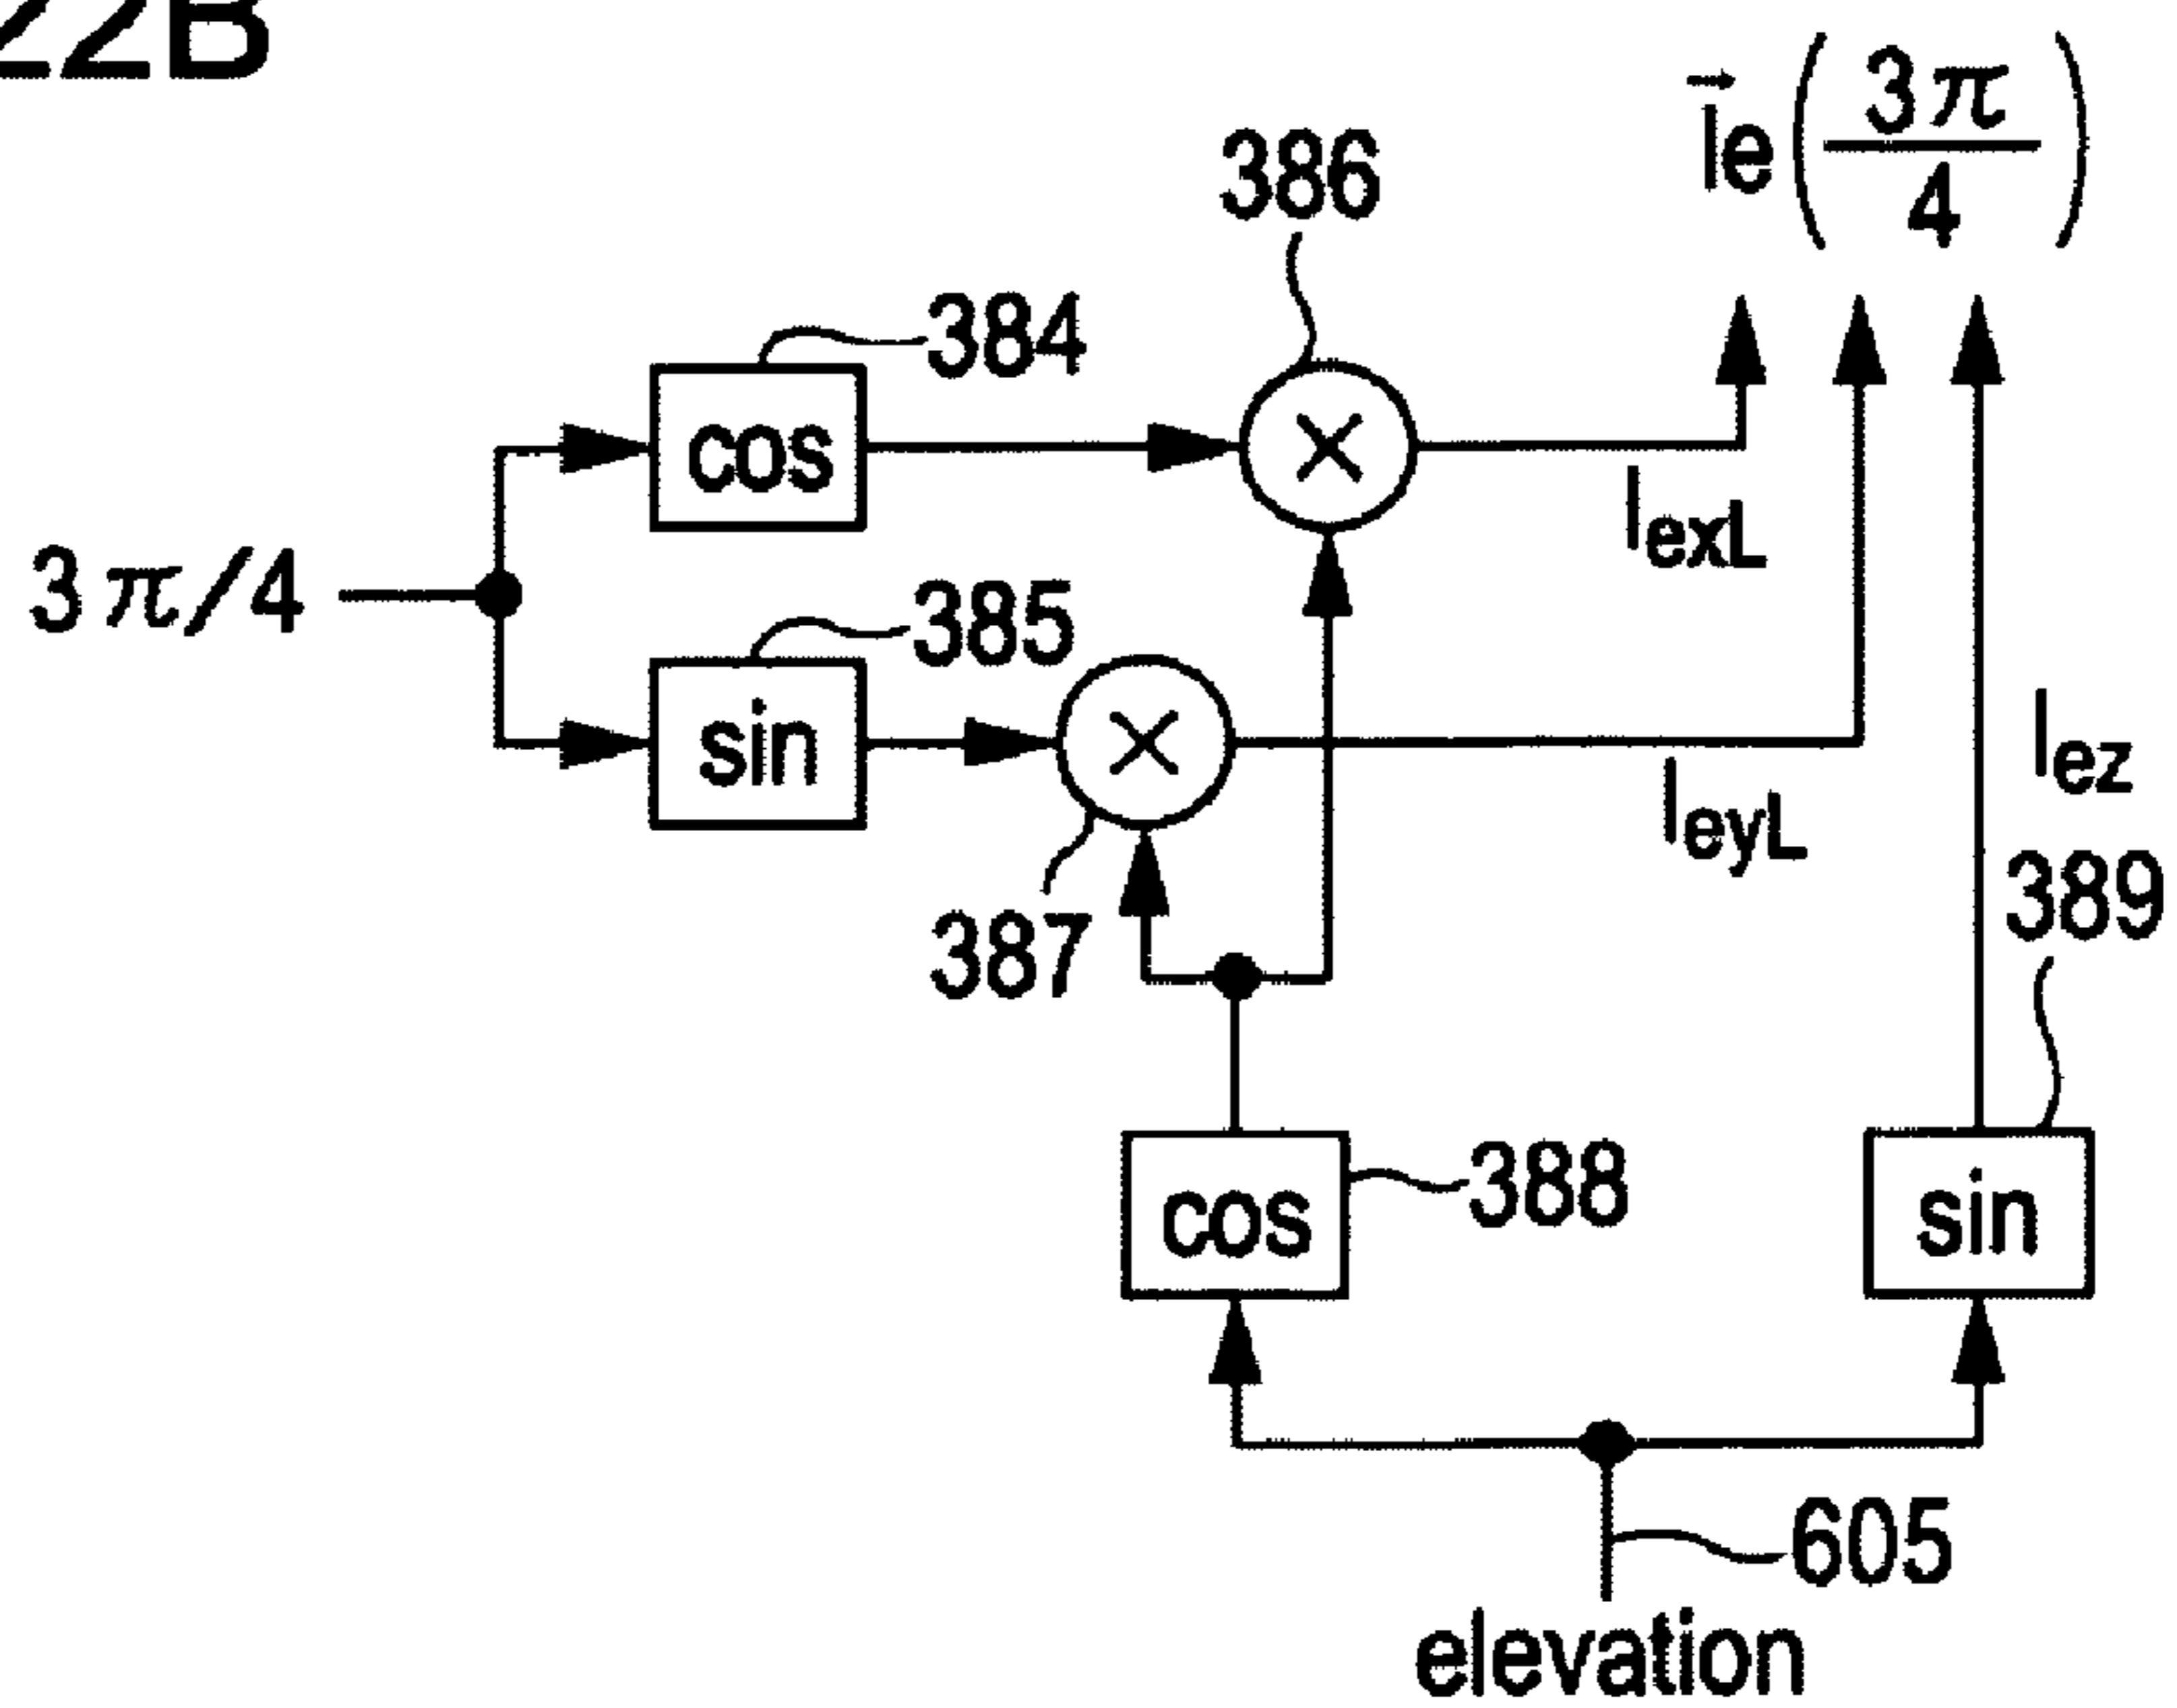 22B
l⃗e(3π/4)
386
384
cos
×
lexL
3π/4
385
sin
×
leyL
lez
387
389
cos
388
sin
605
elevation